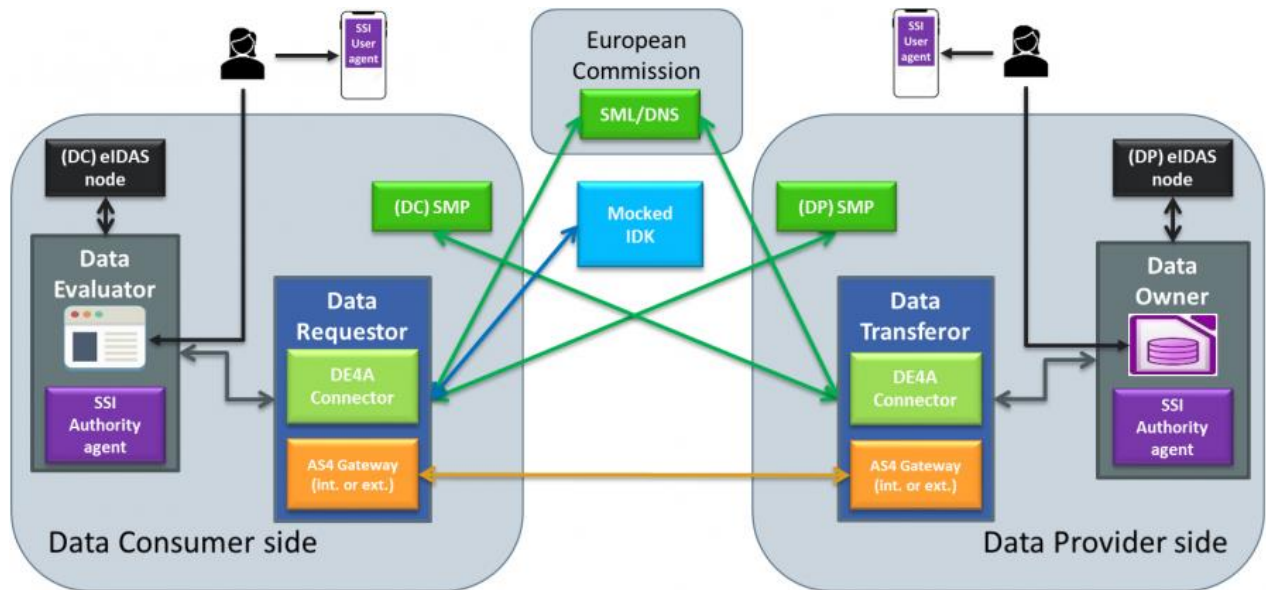 SSI
User
agent
European
Commission
SML/DNS
SSI
User
agent
(DC) eIDAS
node
(DP) eIDAS
node
(DC) SMP
Mocked
IDK
(DP) SMP
Data
Evaluator
SSI
Authority
agent
Data
Requestor
DE4A
Connector
AS4 Gateway
(int. or ext.)
Data
Transferor
DE4A
Connector
AS4 Gateway
(int. or ext.)
Data
Owner
SSI
Authority
agent
Data Consumer side
Data Provider side